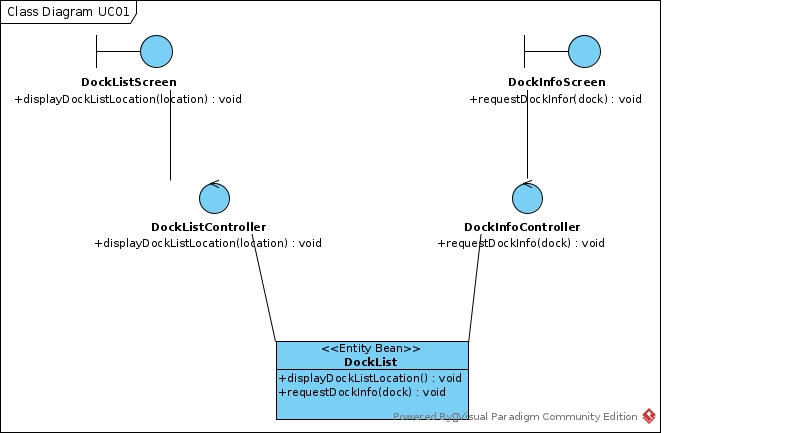 Class Diagram UC01
DockListScreen
+displayDockListLocation(location) : void
DockInfoScreen
+requestDockInfor(dock) : void
DockListController
+displayDockListLocation(location) : void
DockInfoController
+requestDockInfo(dock) : void
<<Entity Bean>>
DockList
+displayDockListLocation() : void
+requestDockInfo(dock) : void
Powered By▯Visual Paradigm Community Edition